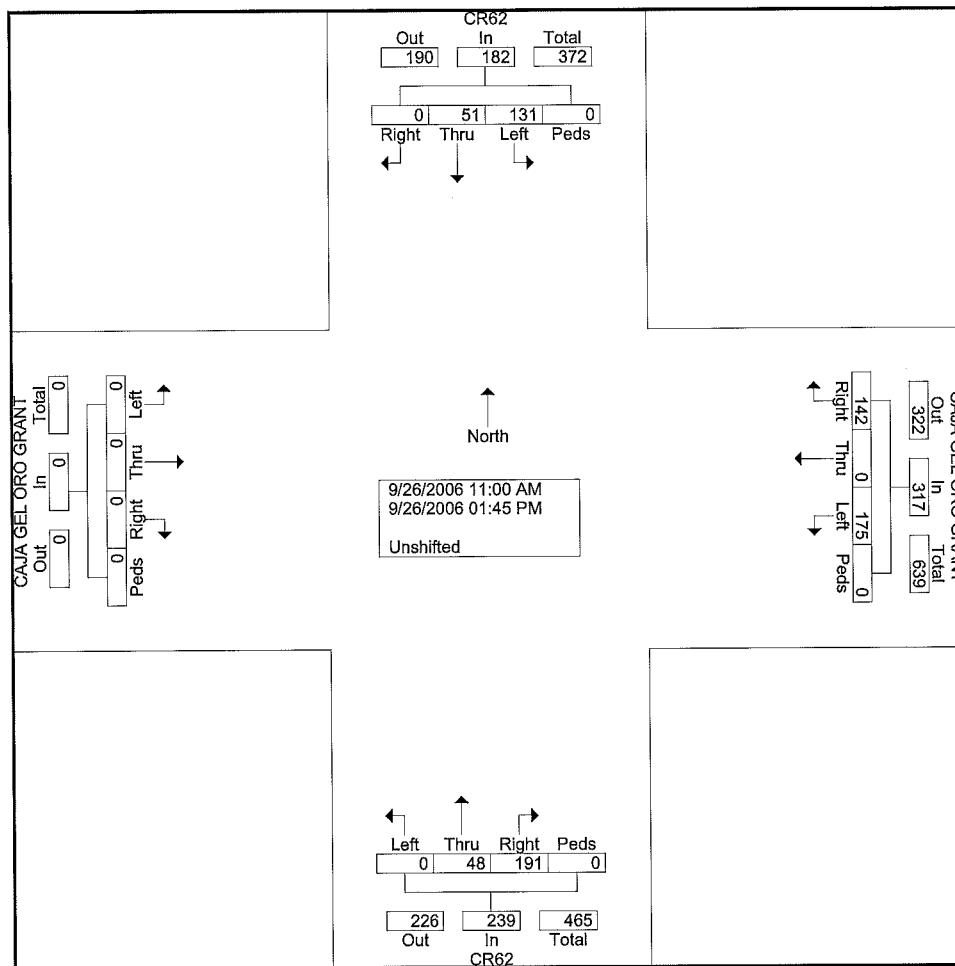 CR62
Out In Total
190 182 372
0 51 131 0
Right Thru Left Peds
CAJA GEL ORO GRANT
Total In Out
0 0 0
0 0 0 0
Left Thru Right Peds
North
9/26/2006 11:00 AM
9/26/2006 01:45 PM
Unshifted
Right Thru Left Peds
142 0 175 0
322 317 639
Out In Total
CAJA GEL ORO GRANT
Left Thru Right Peds
0 48 191 0
226 239 465
Out In Total
CR62